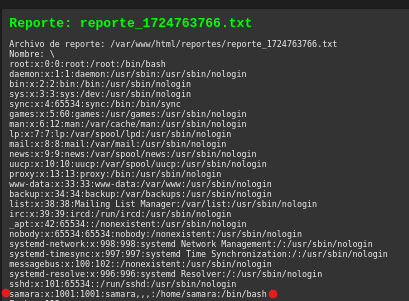 Reporte: reporte_1724763766.txt
Archivo de reporte: /var/www/html/reportes/reporte_1724763766.txt
Nombre: \
root:x:0:0:root:/root:/bin/bash
daemon:x:1:1:daemon:/usr/sbin:/usr/sbin/nologin
bin:x:2:2:bin:/bin:/usr/sbin/nologin
sys:x:3:3:sys:/dev:/usr/sbin/nologin
sync:x:4:65534:sync:/bin:/bin/sync
games:x:5:60:games:/usr/games:/usr/sbin/nologin
man:x:6:12:man:/var/cache/man:/usr/sbin/nologin
lp:x:7:7:lp:/var/spool/lpd:/usr/sbin/nologin
mail:x:8:8:mail:/var/mail:/usr/sbin/nologin
news:x:9:9:news:/var/spool/news:/usr/sbin/nologin
uucp:x:10:10:uucp:/var/spool/uucp:/usr/sbin/nologin
proxy:x:13:13:proxy:/bin:/usr/sbin/nologin
www-data:x:33:33:www-data:/var/www:/usr/sbin/nologin
backup:x:34:34:backup:/var/backups:/usr/sbin/nologin
list:x:38:38:Mailing List Manager:/var/list:/usr/sbin/nologin
irc:x:39:39:ircd:/run/ircd:/usr/sbin/nologin
_apt:x:42:65534::/nonexistent:/usr/sbin/nologin
nobody:x:65534:65534:nobody:/nonexistent:/usr/sbin/nologin
systemd-network:x:998:998:systemd Network Management:/:/usr/sbin/nologin
systemd-timesync:x:997:997:systemd Time Synchronization:/:/usr/sbin/nologin
messagebus:x:100:102::/nonexistent:/usr/sbin/nologin
systemd-resolve:x:996:996:systemd Resolver:/:/usr/sbin/nologin
sshd:x:101:65534::/run/sshd:/usr/sbin/nologin
samara:x:1001:1001:samara,,,:/home/samara:/bin/bash